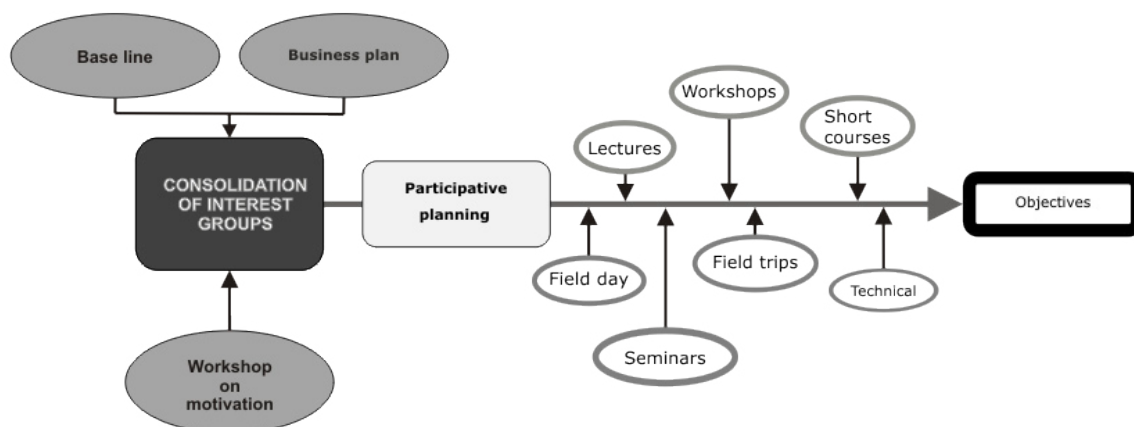 Base line
Business plan
CONSOLIDATION
OF INTEREST
GROUPS
Workshop
on
motivation
Participative
planning
Lectures
Workshops
Short
courses
Field day
Seminars
Field trips
Technical
Objectives